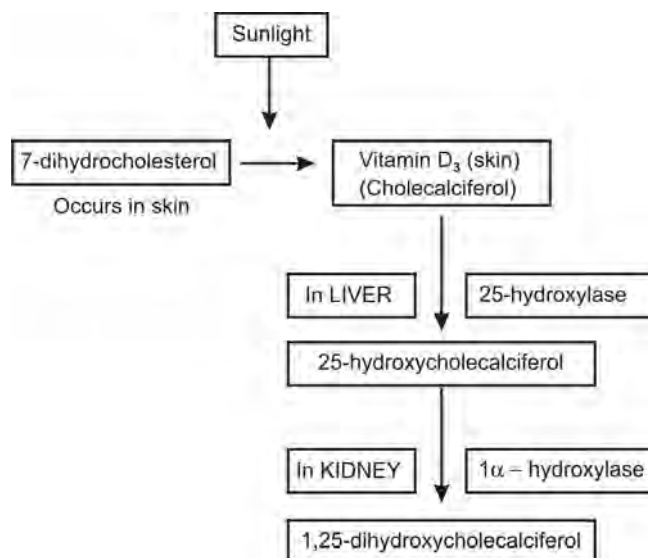 Sunlight
7-dihydrocholesterol
Occurs in skin
Vitamin D₃ (skin)
(Cholecalciferol)
In LIVER
25-hydroxylase
25-hydroxycholecalciferol
In KIDNEY
1α – hydroxylase
1,25-dihydroxycholecalciferol